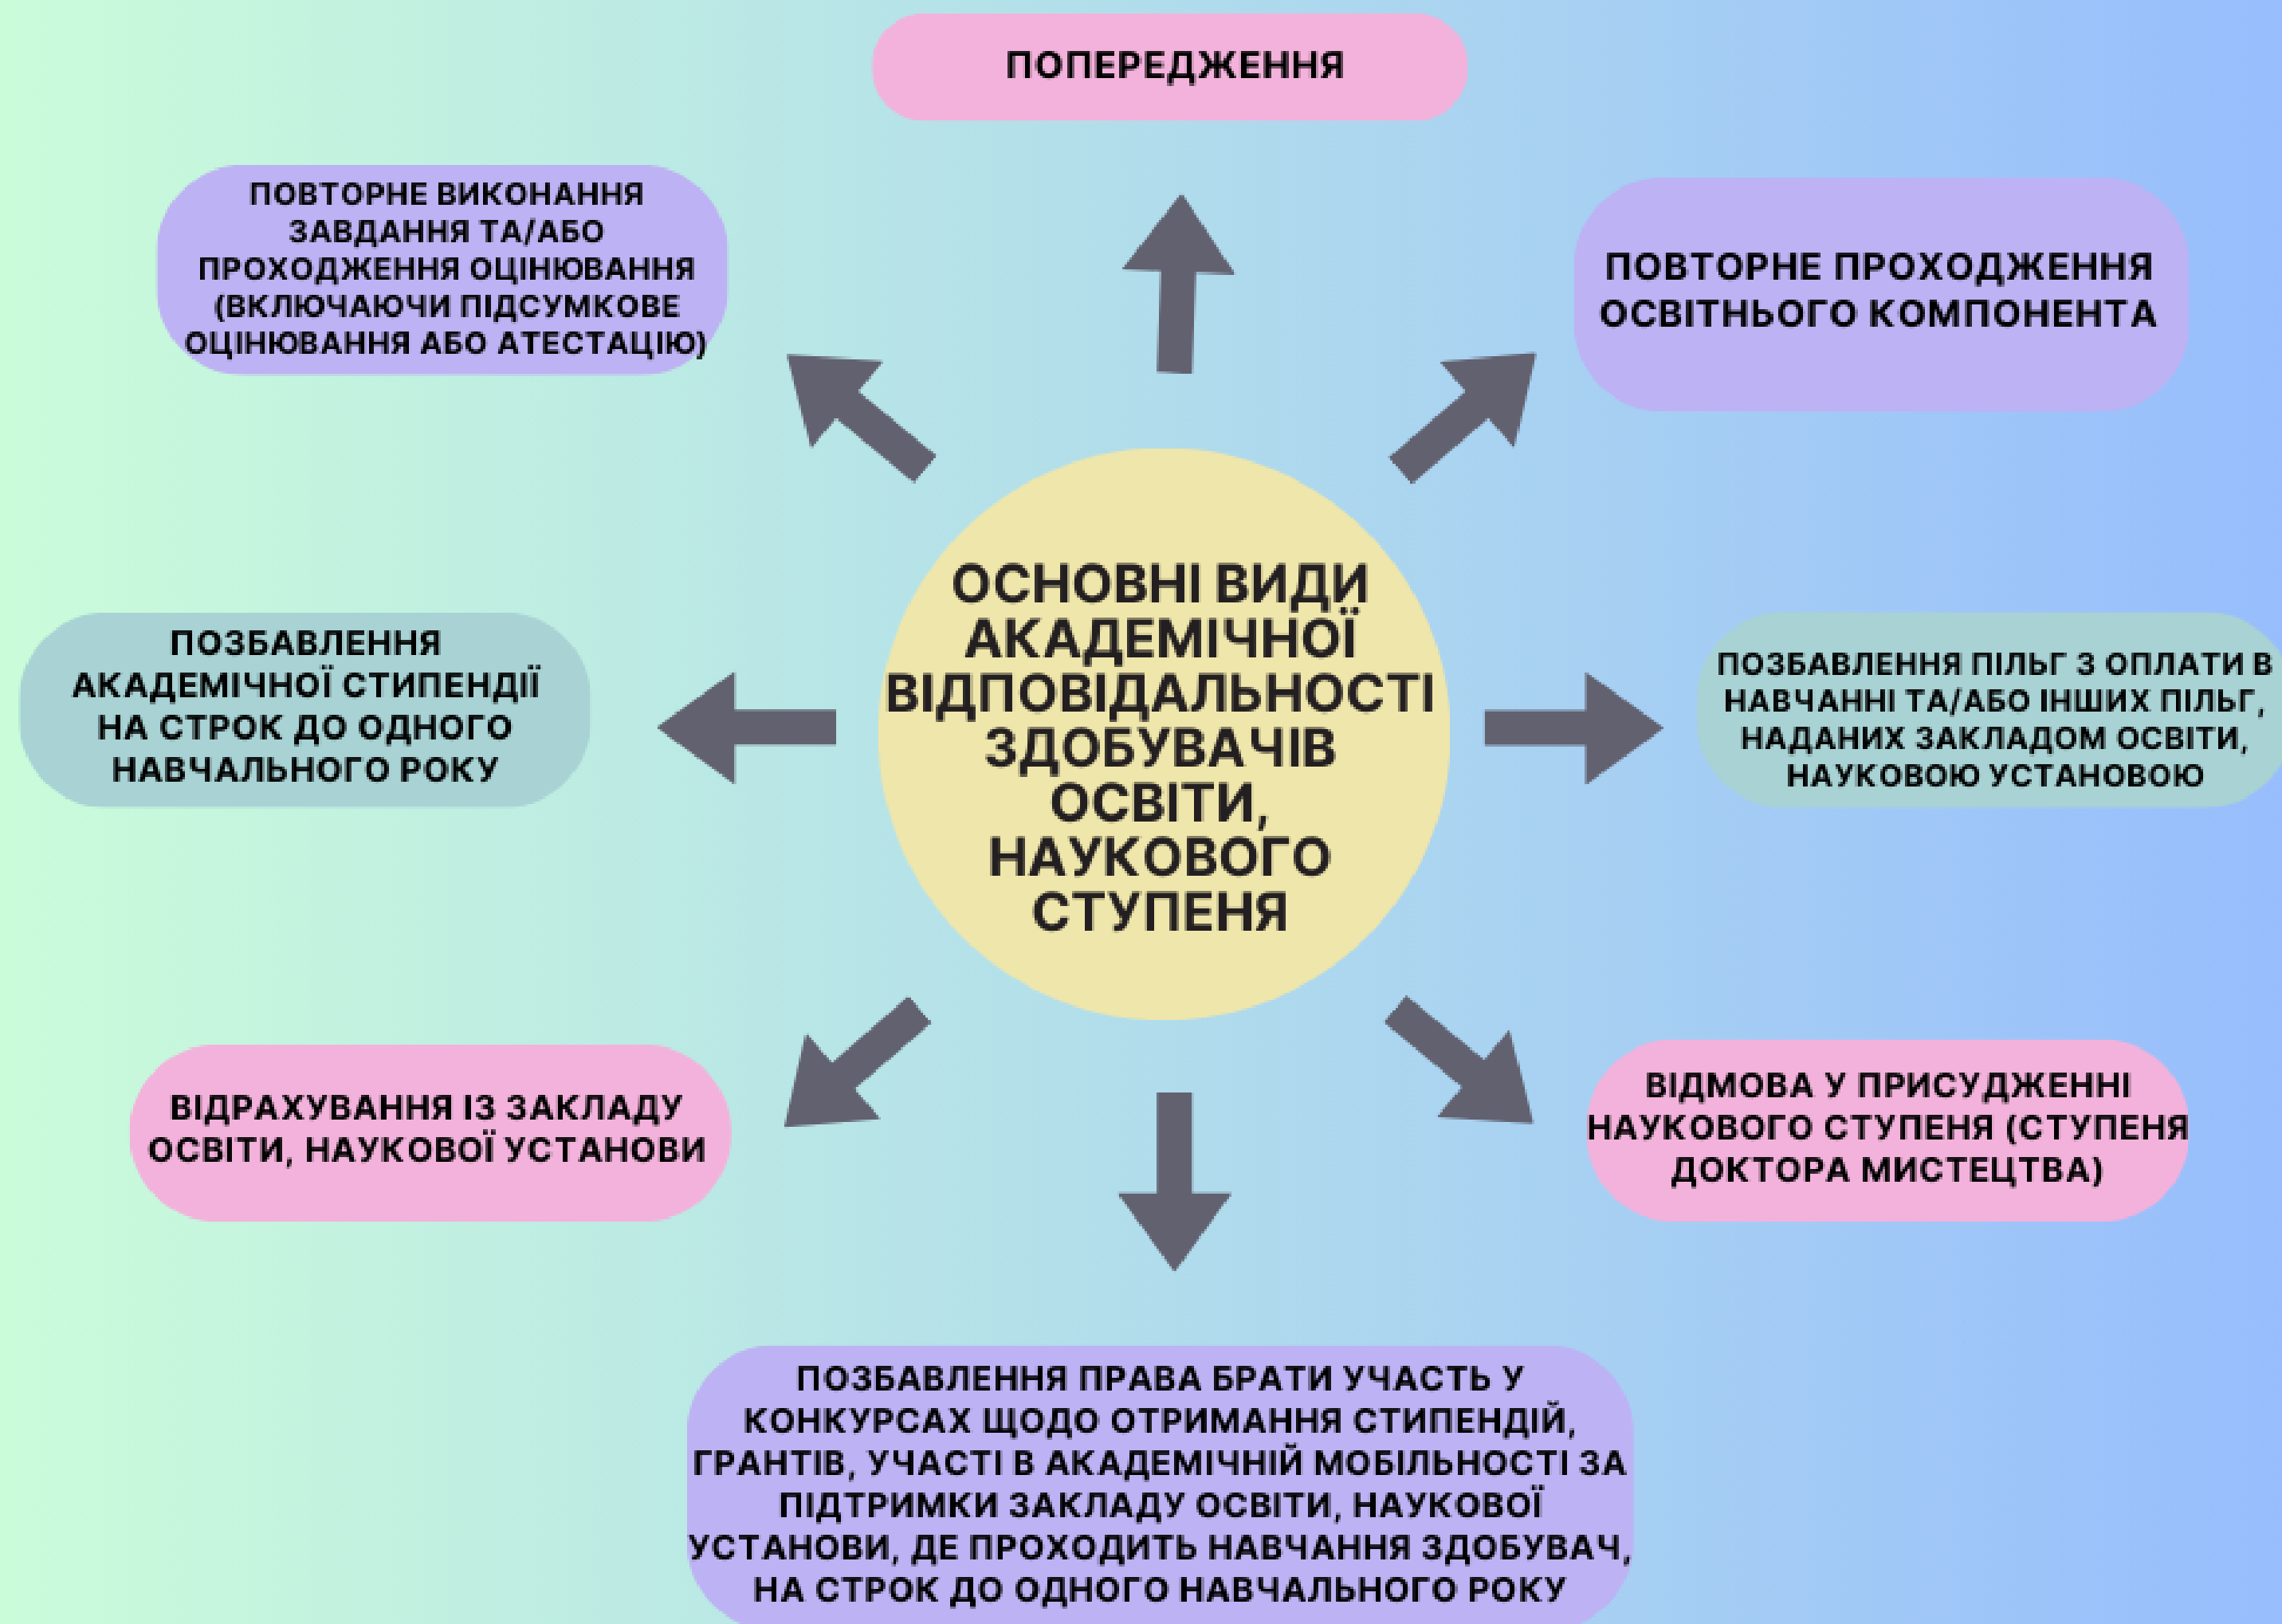 ПОПЕРЕДЖЕННЯ
ПОВТОРНЕ ВИКОНАННЯ
ЗАВДАННЯ ТА/АБО
ПРОХОДЖЕННЯ ОЦІНЮВАННЯ
(ВКЛЮЧАЮЧИ ПІДСУМКОВЕ
ОЦІНЮВАННЯ АБО АТЕСТАЦІЮ)
ПОВТОРНЕ ПРОХОДЖЕННЯ
ОСВІТНЬОГО КОМПОНЕНТА
ОСНОВНІ ВИДИ
АКАДЕМІЧНОЇ
ВІДПОВІДАЛЬНОСТІ
ЗДОБУВАЧІВ
ОСВІТИ,
НАУКОВОГО
СТУПЕНЯ
ПОЗБАВЛЕННЯ
АКАДЕМІЧНОЇ СТИПЕНДІЇ
НА СТРОК ДО ОДНОГО
НАВЧАЛЬНОГО РОКУ
ПОЗБАВЛЕННЯ ПІЛЬГ З ОПЛАТИ В
НАВЧАННІ ТА/АБО ІНШИХ ПІЛЬГ,
НАДАНИХ ЗАКЛАДОМ ОСВІТИ,
НАУКОВОЮ УСТАНОВОЮ
ВІДРАХУВАННЯ ІЗ ЗАКЛАДУ
ОСВІТИ, НАУКОВОЇ УСТАНОВИ
ВІДМОВА У ПРИСУДЖЕННІ
НАУКОВОГО СТУПЕНЯ (СТУПЕНЯ
ДОКТОРА МИСТЕЦТВА)
ПОЗБАВЛЕННЯ ПРАВА БРАТИ УЧАСТЬ У
КОНКУРСАХ ЩОДО ОТРИМАННЯ СТИПЕНДІЙ,
ГРАНТІВ, УЧАСТІ В АКАДЕМІЧНІЙ МОБІЛЬНОСТІ ЗА
ПІДТРИМКИ ЗАКЛАДУ ОСВІТИ, НАУКОВОЇ
УСТАНОВИ, ДЕ ПРОХОДИТЬ НАВЧАННЯ ЗДОБУВАЧ,
НА СТРОК ДО ОДНОГО НАВЧАЛЬНОГО РОКУ